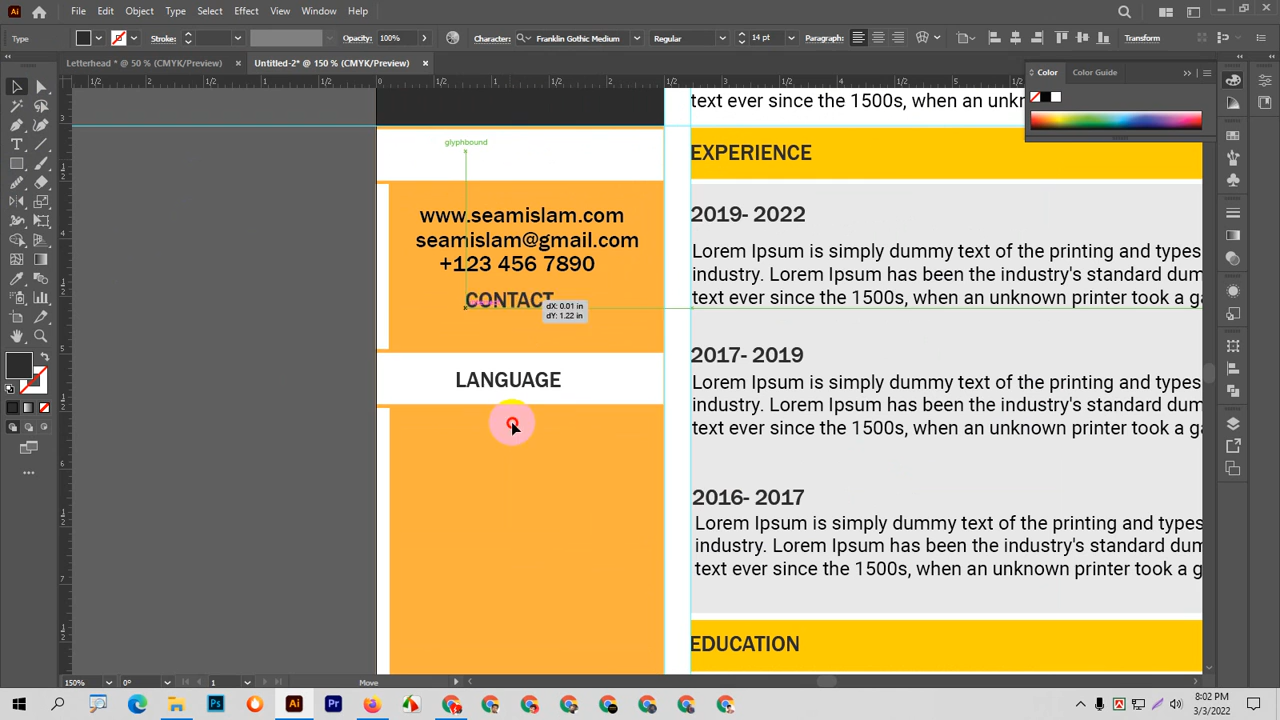 File Edit Object Type Select Effect View Window Help
Type Stroke: Opacity: 100% Character: Franklin Gothic Medium Regular 14 pt Paragraph: Transform
Letterhead* @ 50 % (CMYK/Preview) × Untitled-2* @ 150 % (CMYK/Preview) ×
Color Color Guide
text ever since the 1500s, when an unkn
glyphbound
www.seamislam.com
seamislam@gmail.com
+123 456 7890
CONTACT
dX: 0.01 in
dY: 1.22 in
LANGUAGE
EXPERIENCE
2019- 2022
Lorem Ipsum is simply dummy text of the printing and types
industry. Lorem Ipsum has been the industry's standard dum
text ever since the 1500s, when an unknown printer took a ga
2017- 2019
Lorem Ipsum is simply dummy text of the printing and types
industry. Lorem Ipsum has been the industry's standard dum
text ever since the 1500s, when an unknown printer took a ga
2016- 2017
Lorem Ipsum is simply dummy text of the printing and types
industry. Lorem Ipsum has been the industry's standard dum
text ever since the 1500s, when an unknown printer took a g
EDUCATION
150% 0° 1 Move
8:02 PM
3/3/2022